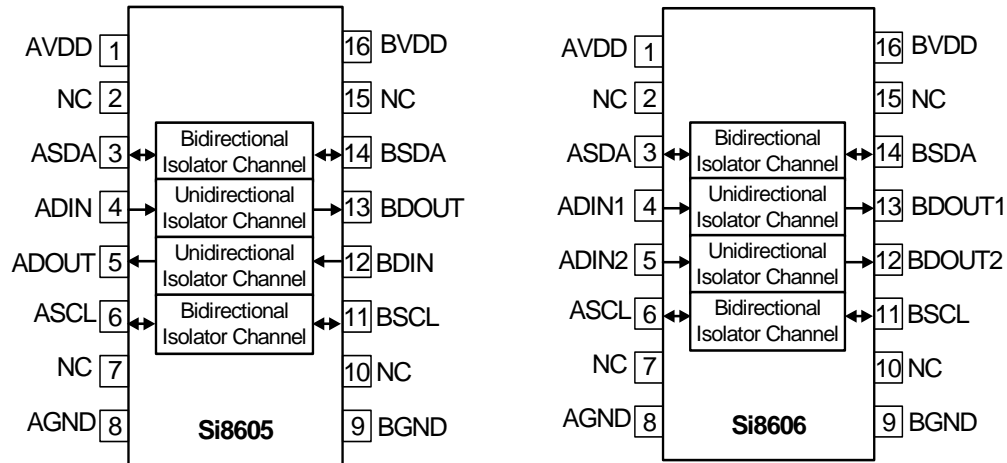 AVDD 1
16 BVDD
NC 2
15 NC
ASDA 3
Bidirectional
Isolator Channel
14 BSDA
ADIN 4
Unidirectional
Isolator Channel
13 BDOUT
ADOUT 5
Unidirectional
Isolator Channel
12 BDIN
ASCL 6
Bidirectional
Isolator Channel
11 BSCL
NC 7
10 NC
AGND 8
Si8605
9 BGND
AVDD 1
16 BVDD
NC 2
15 NC
ASDA 3
Bidirectional
Isolator Channel
14 BSDA
ADIN1 4
Unidirectional
Isolator Channel
13 BDOUT1
ADIN2 5
Unidirectional
Isolator Channel
12 BDOUT2
ASCL 6
Bidirectional
Isolator Channel
11 BSCL
NC 7
10 NC
AGND 8
Si8606
9 BGND